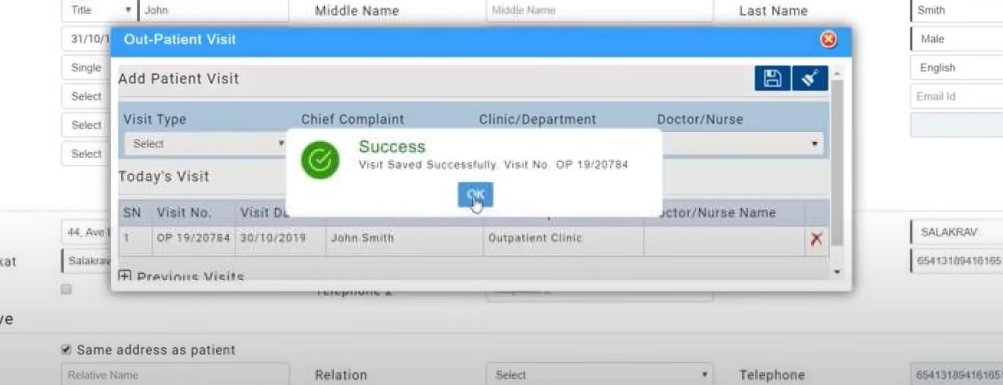 Title John Middle Name Middle Name Last Name Smith
31/10/1 Out-Patient Visit Male
Single Add Patient Visit English
Select Email Id
Visit Type Chief Complaint Clinic/Department Doctor/Nurse
Select
Select
Success
Visit Saved Successfully. Visit No. OP 19/20784
Select
Today's Visit
OK
SN Visit No. Visit Da Doctor/Nurse Name
44, Ave SALAKRAV
1 OP 19/20784 30/10/2019 John Smith Outpatient Clinic
kat Salakrav 65413189416165
Previous Visits
Telephone 2
ve
Same address as patient
Relative Name Relation Select Telephone 65413189416165